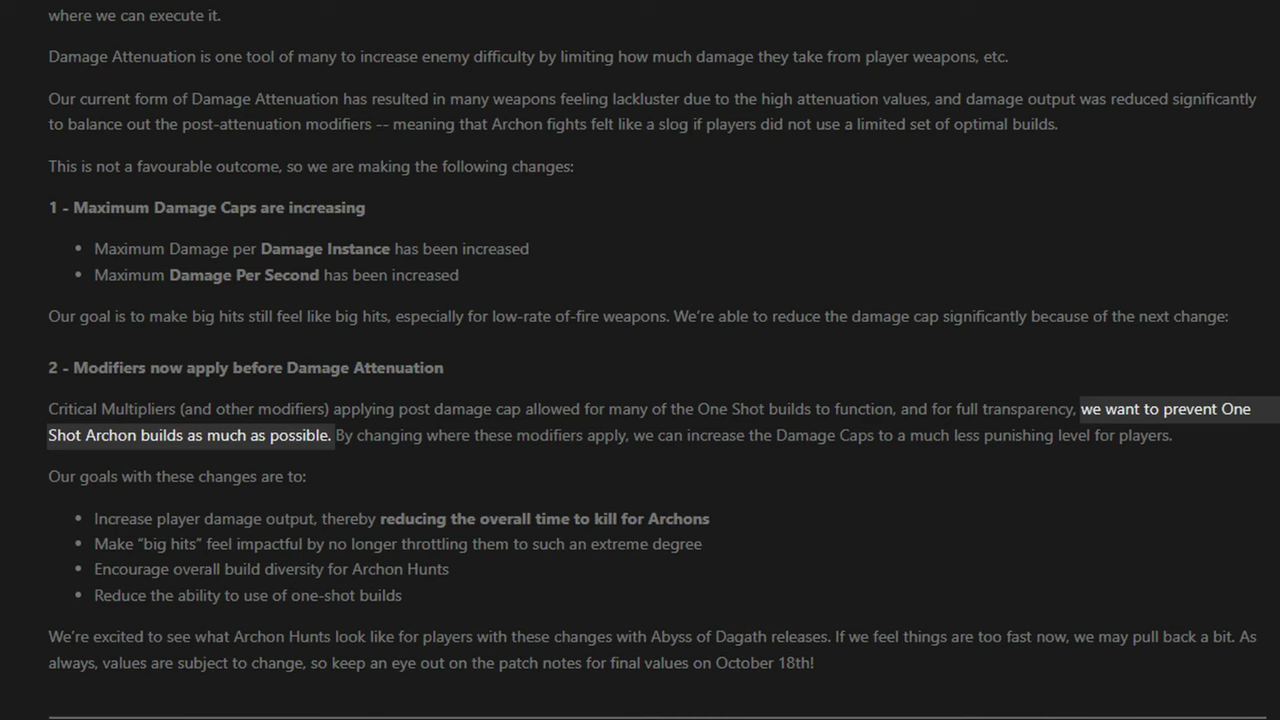 where we can execute it.
Damage Attenuation is one tool of many to increase enemy difficulty by limiting how much damage they take from player weapons, etc.
Our current form of Damage Attenuation has resulted in many weapons feeling lackluster due to the high attenuation values, and damage output was reduced significantly
to balance out the post-attenuation modifiers -- meaning that Archon fights felt like a slog if players did not use a limited set of optimal builds.
This is not a favourable outcome, so we are making the following changes:
1 - Maximum Damage Caps are increasing
• Maximum Damage per Damage Instance has been increased
• Maximum Damage Per Second has been increased
Our goal is to make big hits still feel like big hits, especially for low-rate of-fire weapons. We're able to reduce the damage cap significantly because of the next change:
2 - Modifiers now apply before Damage Attenuation
Critical Multipliers (and other modifiers) applying post damage cap allowed for many of the One Shot builds to function, and for full transparency, we want to prevent One
Shot Archon builds as much as possible. By changing where these modifiers apply, we can increase the Damage Caps to a much less punishing level for players.
Our goals with these changes are to:
• Increase player damage output, thereby reducing the overall time to kill for Archons
• Make “big hits” feel impactful by no longer throttling them to such an extreme degree
• Encourage overall build diversity for Archon Hunts
• Reduce the ability to use of one-shot builds
We're excited to see what Archon Hunts look like for players with these changes with Abyss of Dagath releases. If we feel things are too fast now, we may pull back a bit. As
always, values are subject to change, so keep an eye out on the patch notes for final values on October 18th!